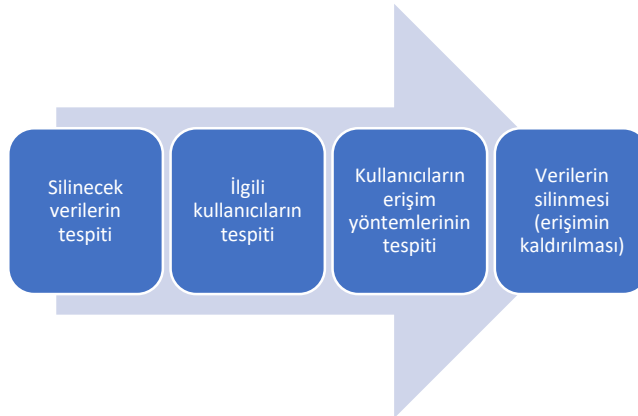 Silinecek
verilerin
tespiti
İlgili
kullanıcıların
tespiti
Kullanıcıların
erişim
yöntemlerinin
tespiti
Verilerin
silinmesi
(erişimin
kaldırılması)